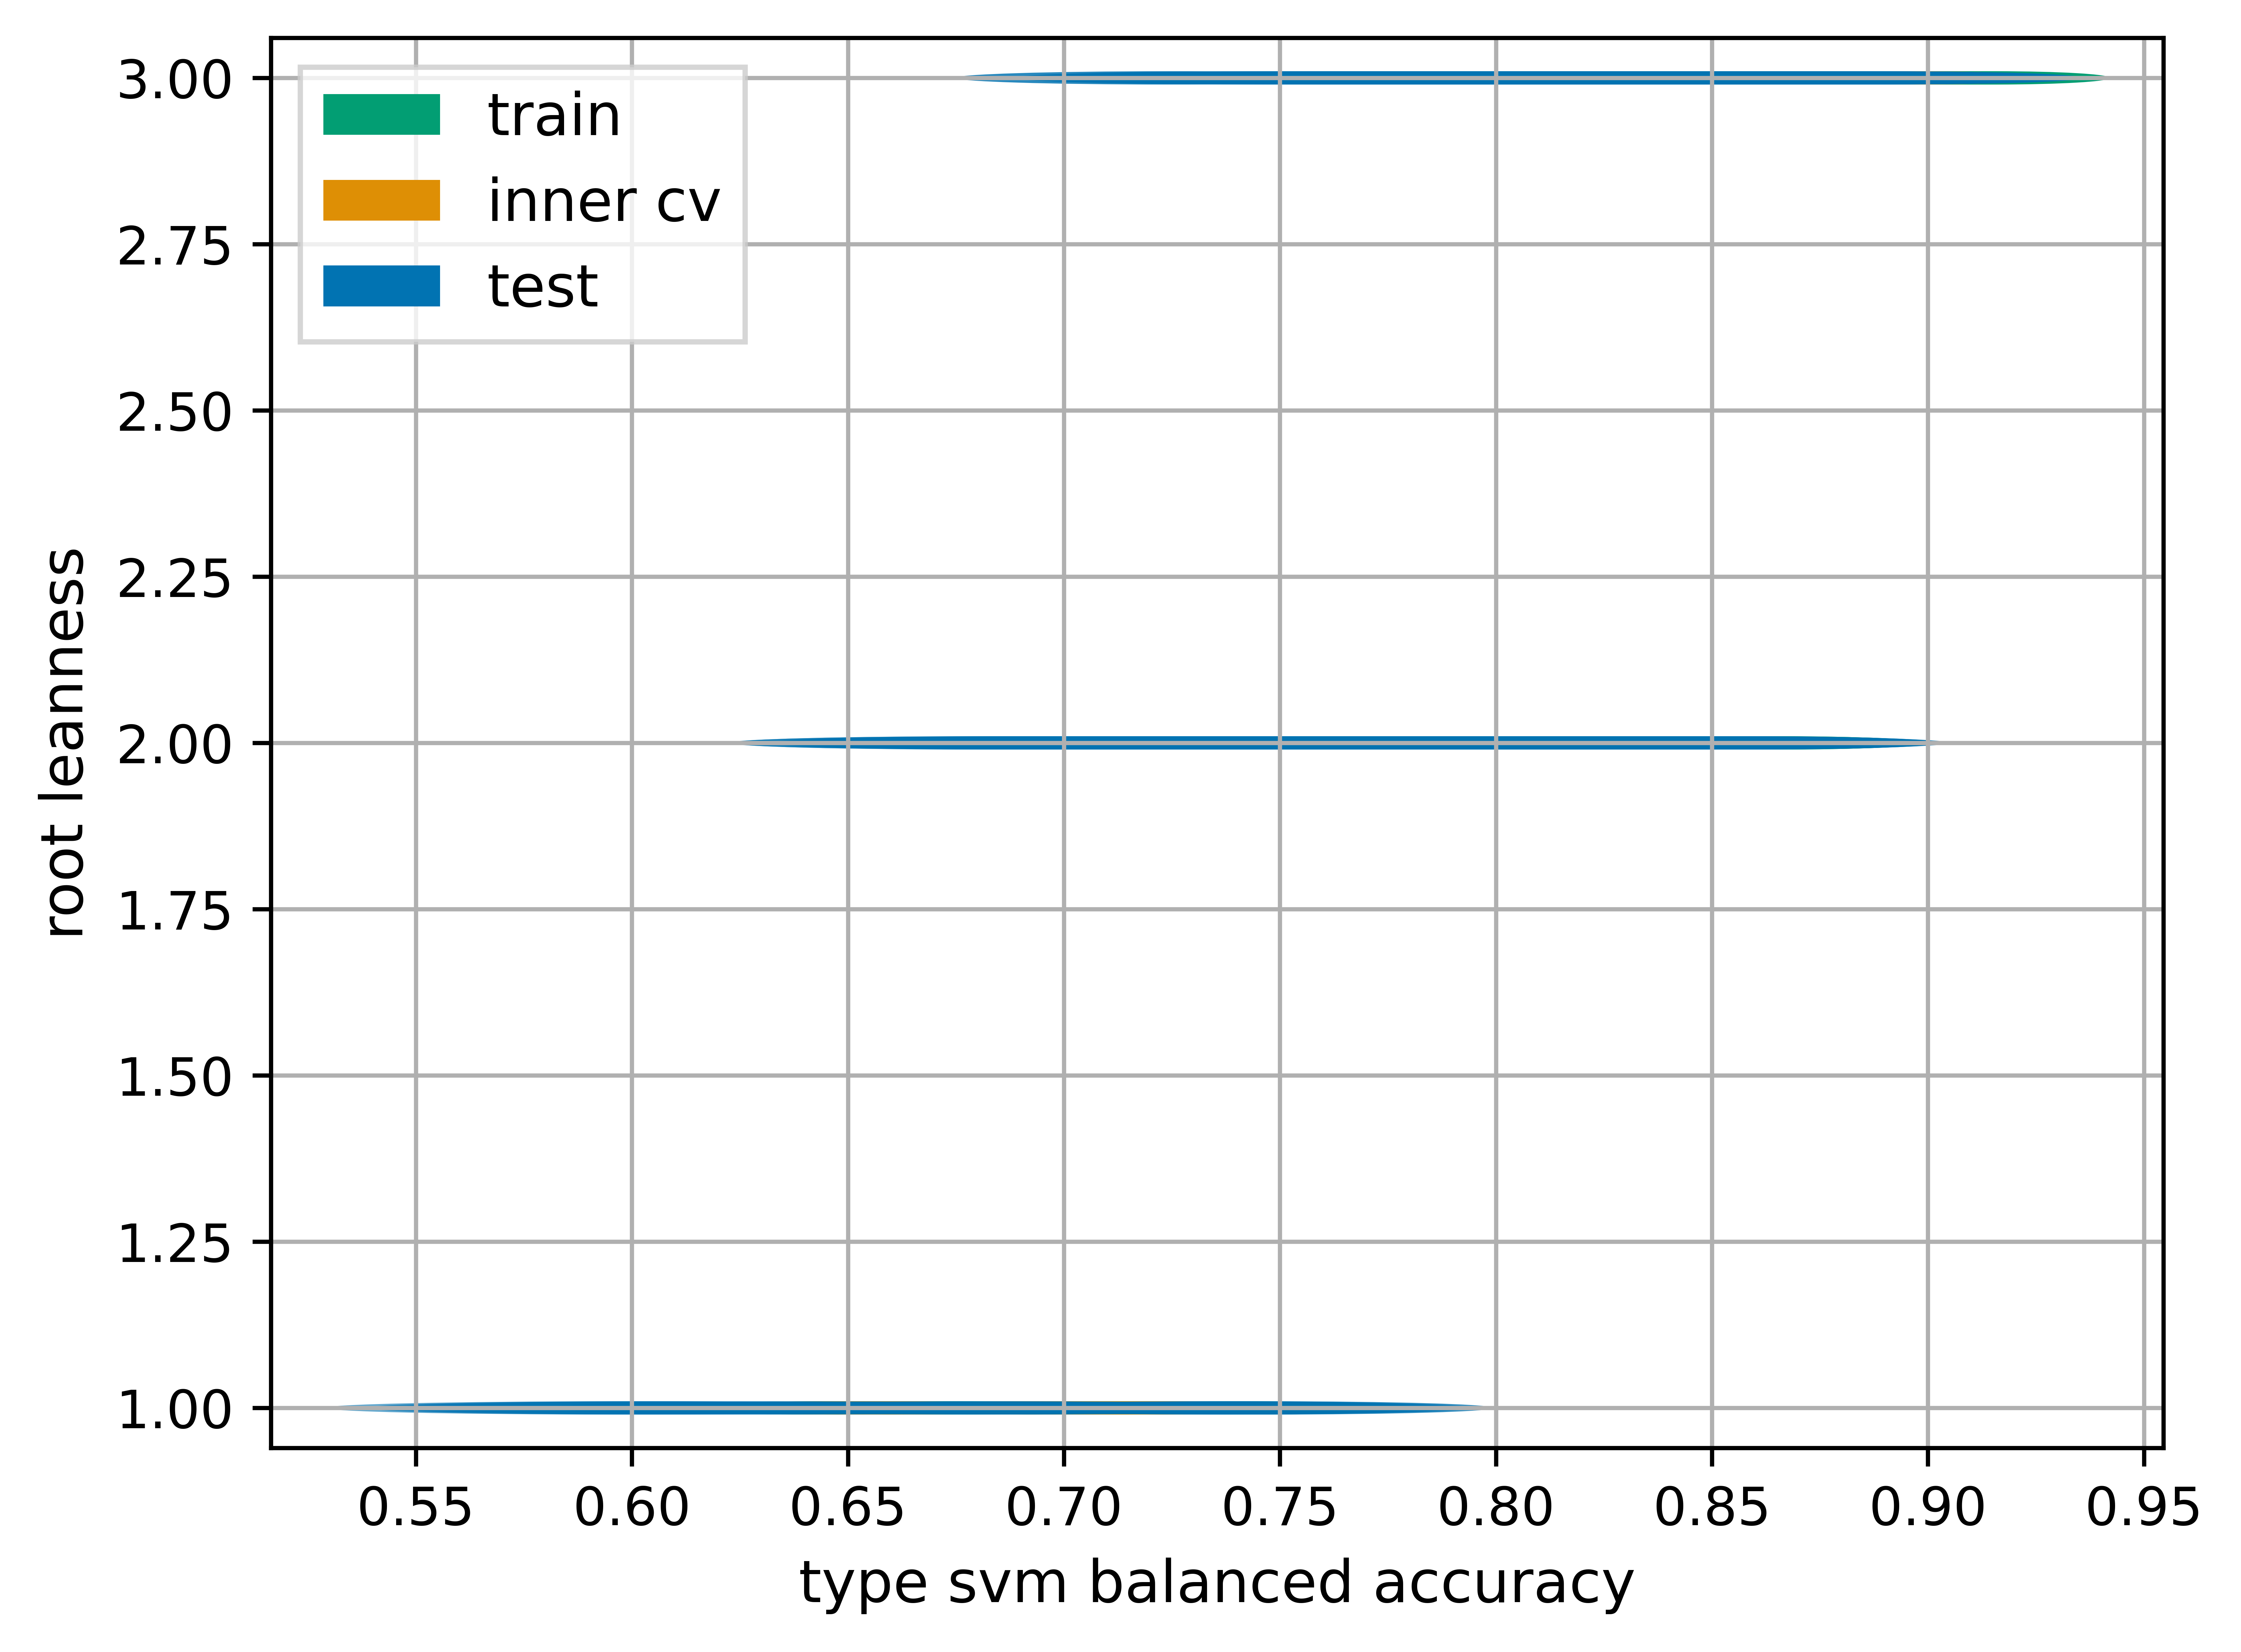 3.00
2.75
2.50
2.25
2.00
1.75
1.50
1.25
1.00
root leanness
train
inner cv
test
0.55 0.60 0.65 0.70 0.75 0.80 0.85 0.90 0.95
type svm balanced accuracy